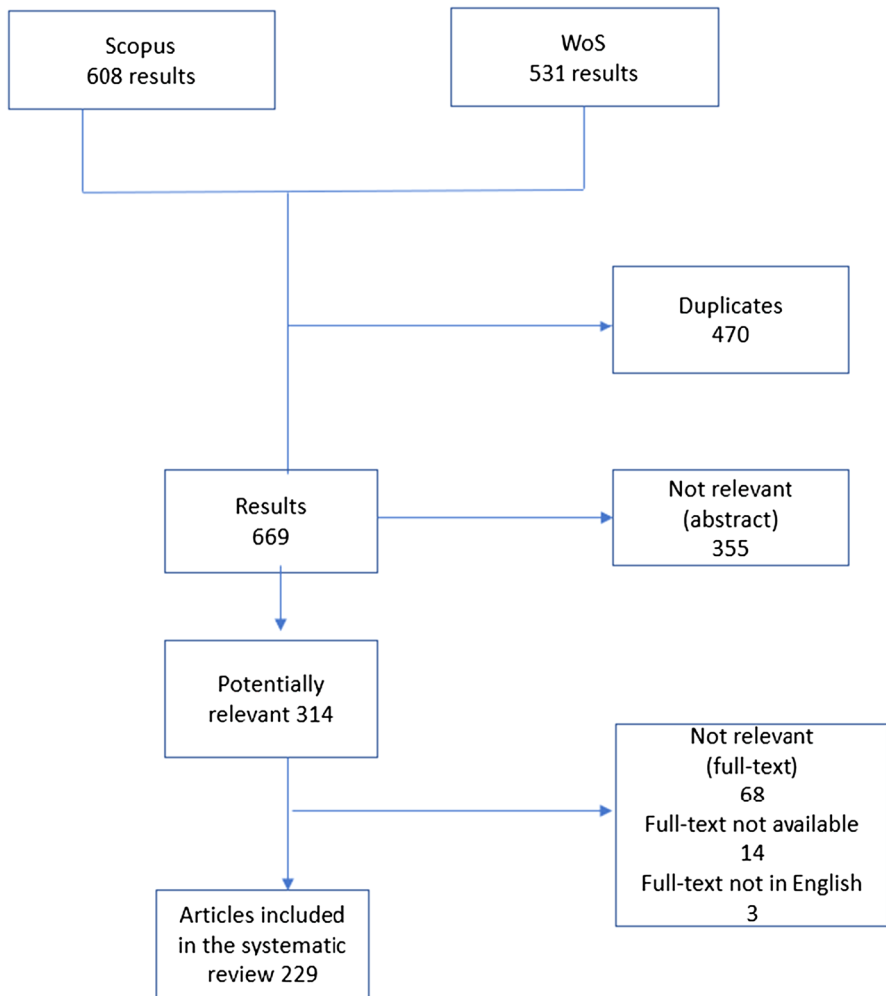 Scopus
608 results
WoS
531 results
Duplicates
470
Results
669
Not relevant
(abstract)
355
Potentially
relevant 314
Not relevant
(full-text)
68
Full-text not available
14
Full-text not in English
3
Articles included
in the systematic
review 229